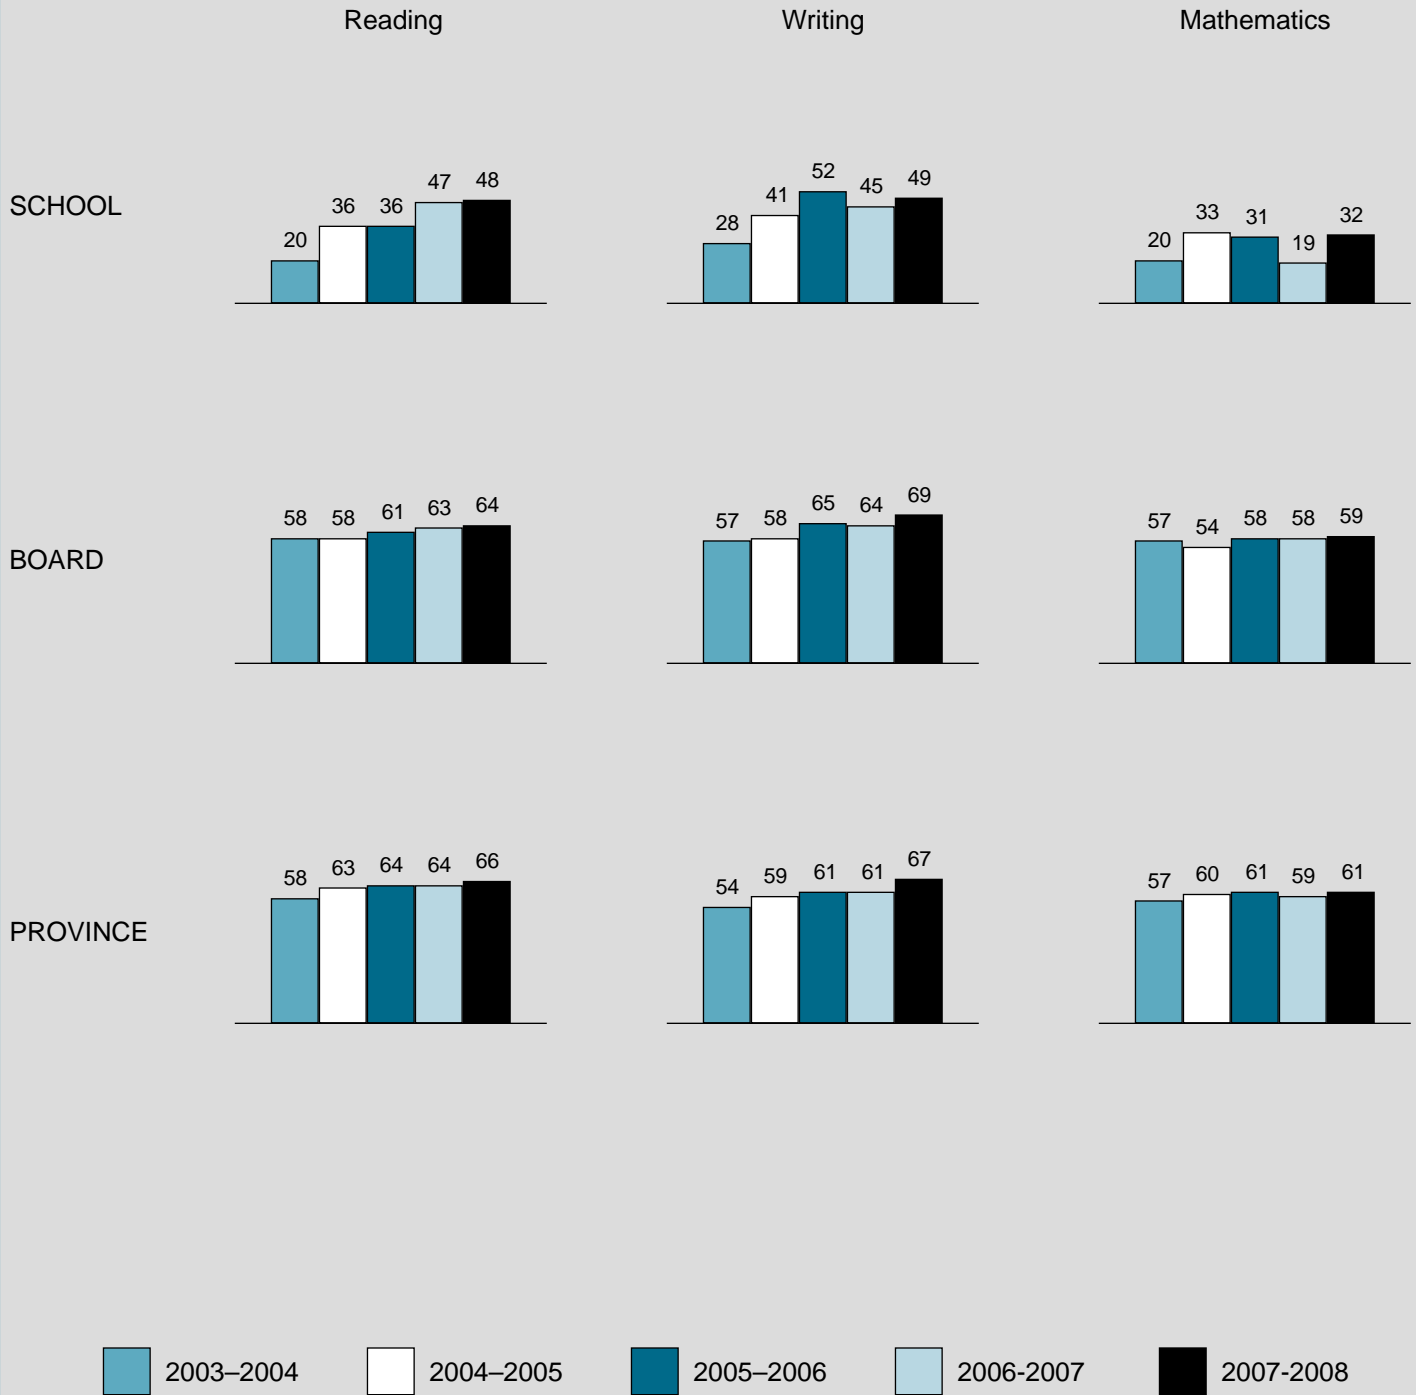 Reading Writing Mathematics
SCHOOL
20 36 36 47 48
28 41 52 45 49
20 33 31 19 32
BOARD
58 58 61 63 64
57 58 65 64 69
57 54 58 58 59
PROVINCE
58 63 64 64 66
54 59 61 61 67
57 60 61 59 61
2003–2004 2004–2005 2005–2006 2006-2007 2007-2008